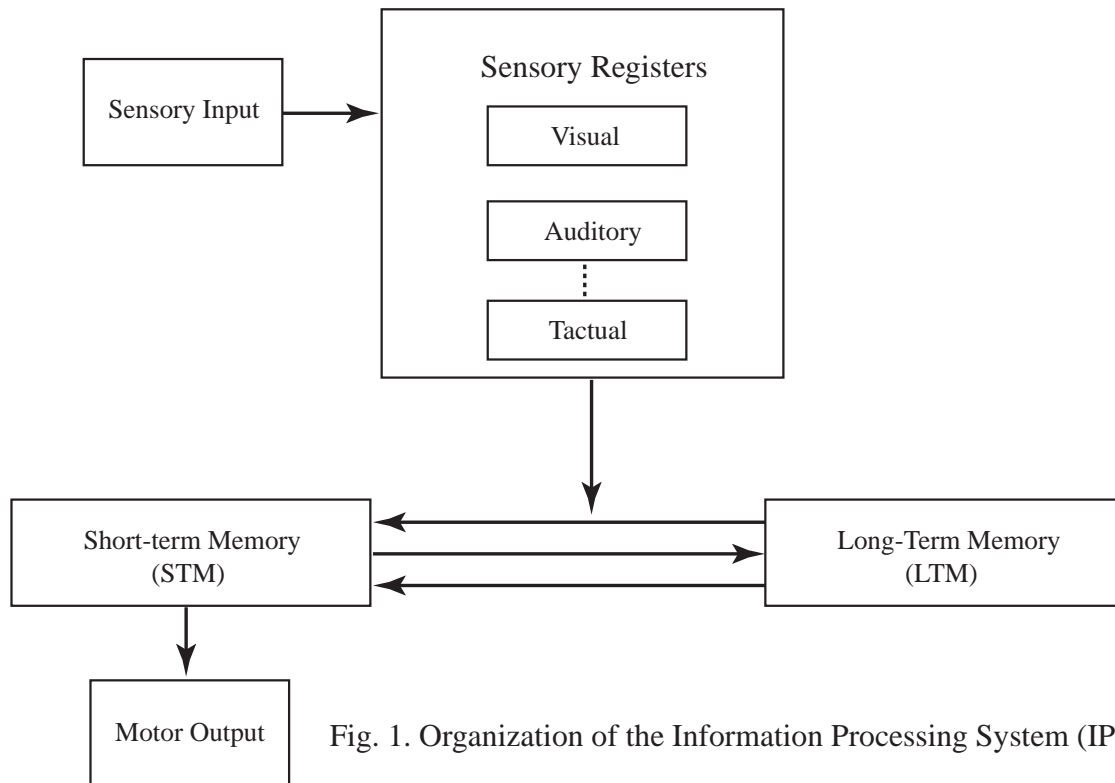 Sensory Input
Sensory Registers
Visual
Auditory
Tactual
Short-term Memory
(STM)
Long-Term Memory
(LTM)
Motor Output
Fig. 1. Organization of the Information Processing System (IP